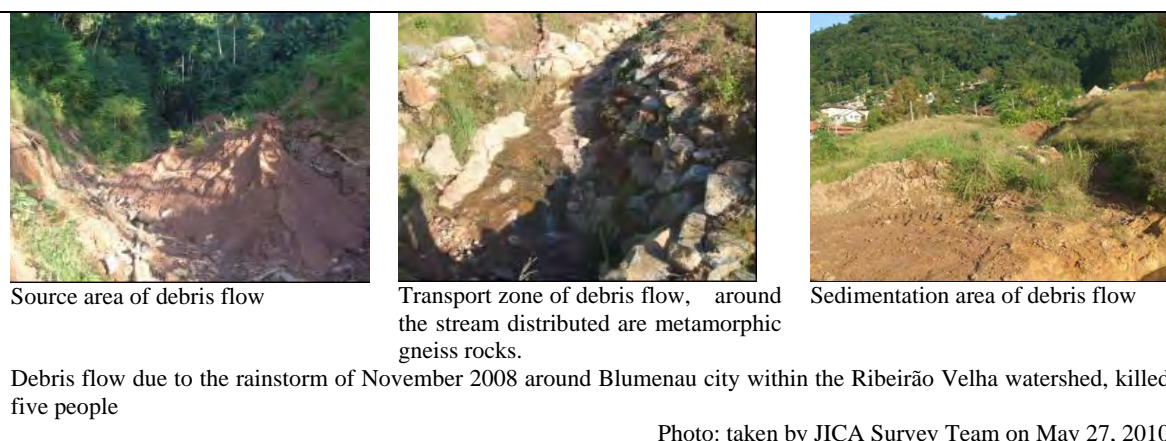 Source area of debris flow
Transport zone of debris flow, around
the stream distributed are metamorphic
gneiss rocks.
Sedimentation area of debris flow
Debris flow due to the rainstorm of November 2008 around Blumenau city within the Ribeirão Velha watershed, killed
five people
Photo: taken by JICA Survey Team on May 27, 2010